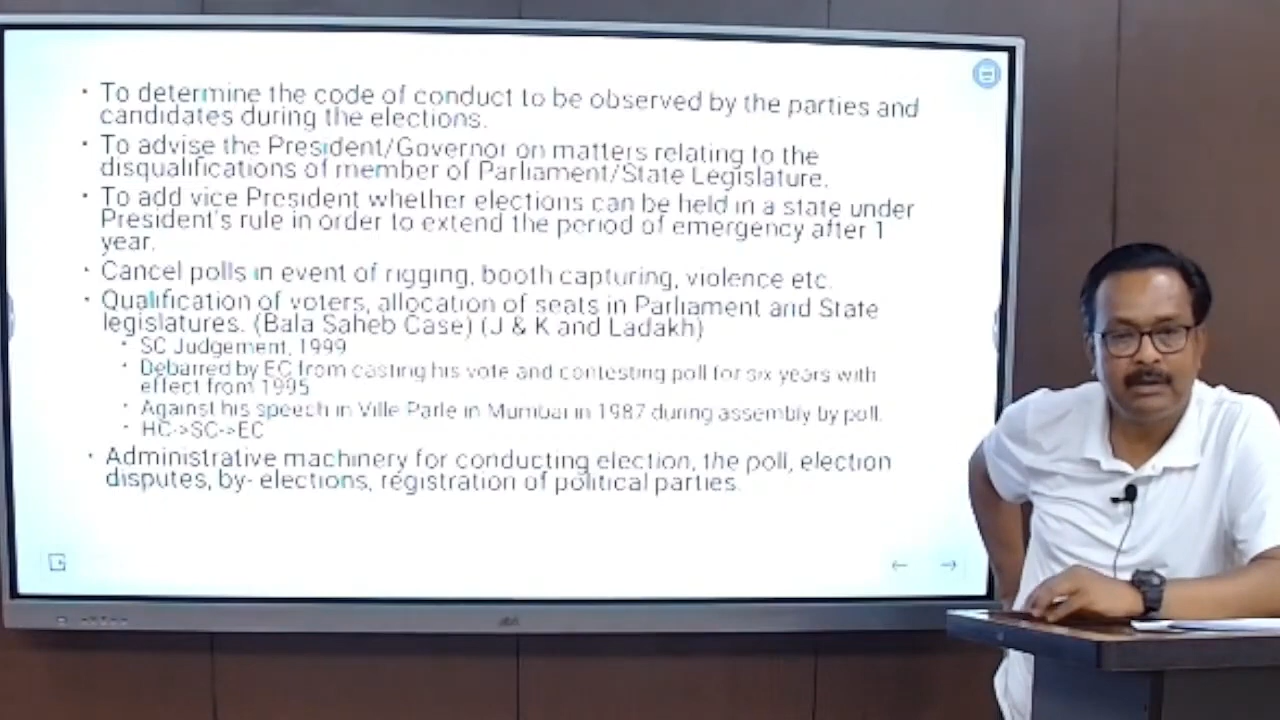 • To determine the code of conduct to be observed by the parties and
candidates during the elections.
• To advise the President/Governor on matters relating to the
disqualifications of member of Parliament/State Legislature.
• To add vice President whether elections can be held in a state under
President's rule in order to extend the period of emergency after 1
year.
• Cancel polls in event of rigging, booth capturing, violence etc.
• Qualification of voters, allocation of seats in Parliament and State
legislatures. (Bala Saheb Case) (J & K and Ladakh)
• SC Judgement, 1999
• Debarred by EC from casting his vote and contesting poll for six years with
effect from 1995
• Against his speech in Ville Parle in Mumbai in 1987 during assembly by poll.
• HC->SC->EC
• Administrative machinery for conducting election, the poll, election
disputes, by- elections, registration of political parties.